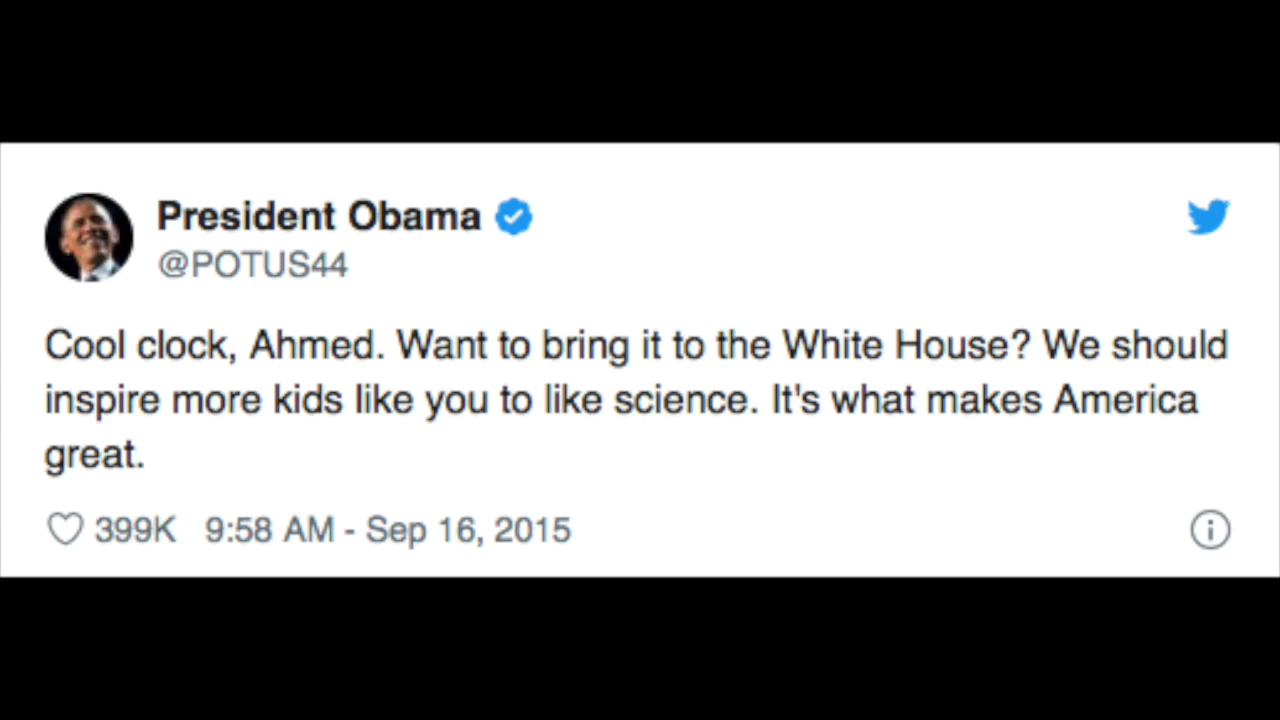 President Obama
@POTUS44
Cool clock, Ahmed. Want to bring it to the White House? We should
inspire more kids like you to like science. It's what makes America
great.
399K 9:58 AM - Sep 16, 2015